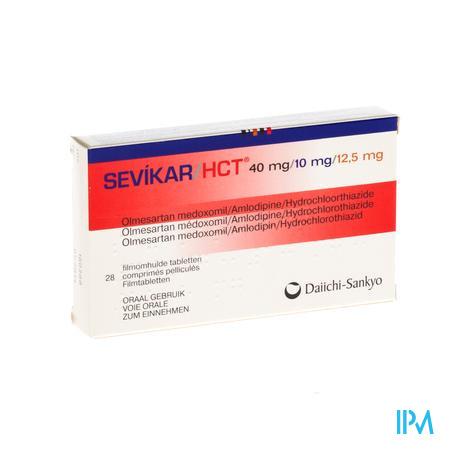 SEVÍKAR HCT® 40 mg/10 mg/12,5 mg
Olmesartan medoxomil/Amlodipine/Hydrochloorthiazide
Olmésartan médoxomil/Amlodipine/Hydrochlorothiazide
Olmesartan medoxomil/Amlodipin/Hydrochlorothiazid
28 filmomhulde tabletten
comprimés pelliculés
Filmtabletten
ORAAL GEBRUIK
VOIE ORALE
ZUM EINNEHMEN
Daiichi-Sankyo
IPM